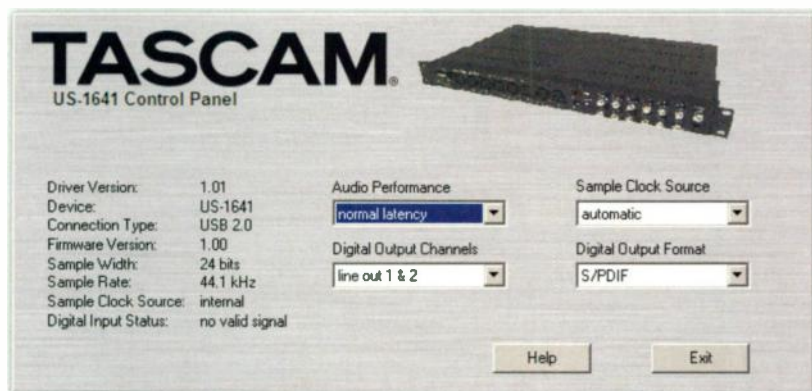 TASCAM®
US-1641 Control Panel
Driver Version: 1.01
Device: US-1641
Connection Type: USB 2.0
Firmware Version: 1.00
Sample Width: 24 bits
Sample Rate: 44.1 kHz
Sample Clock Source: internal
Digital Input Status: no valid signal
Audio Performance
normal latency
Digital Output Channels
line out 1 & 2
Sample Clock Source
automatic
Digital Output Format
S/PDIF
Help
Exit